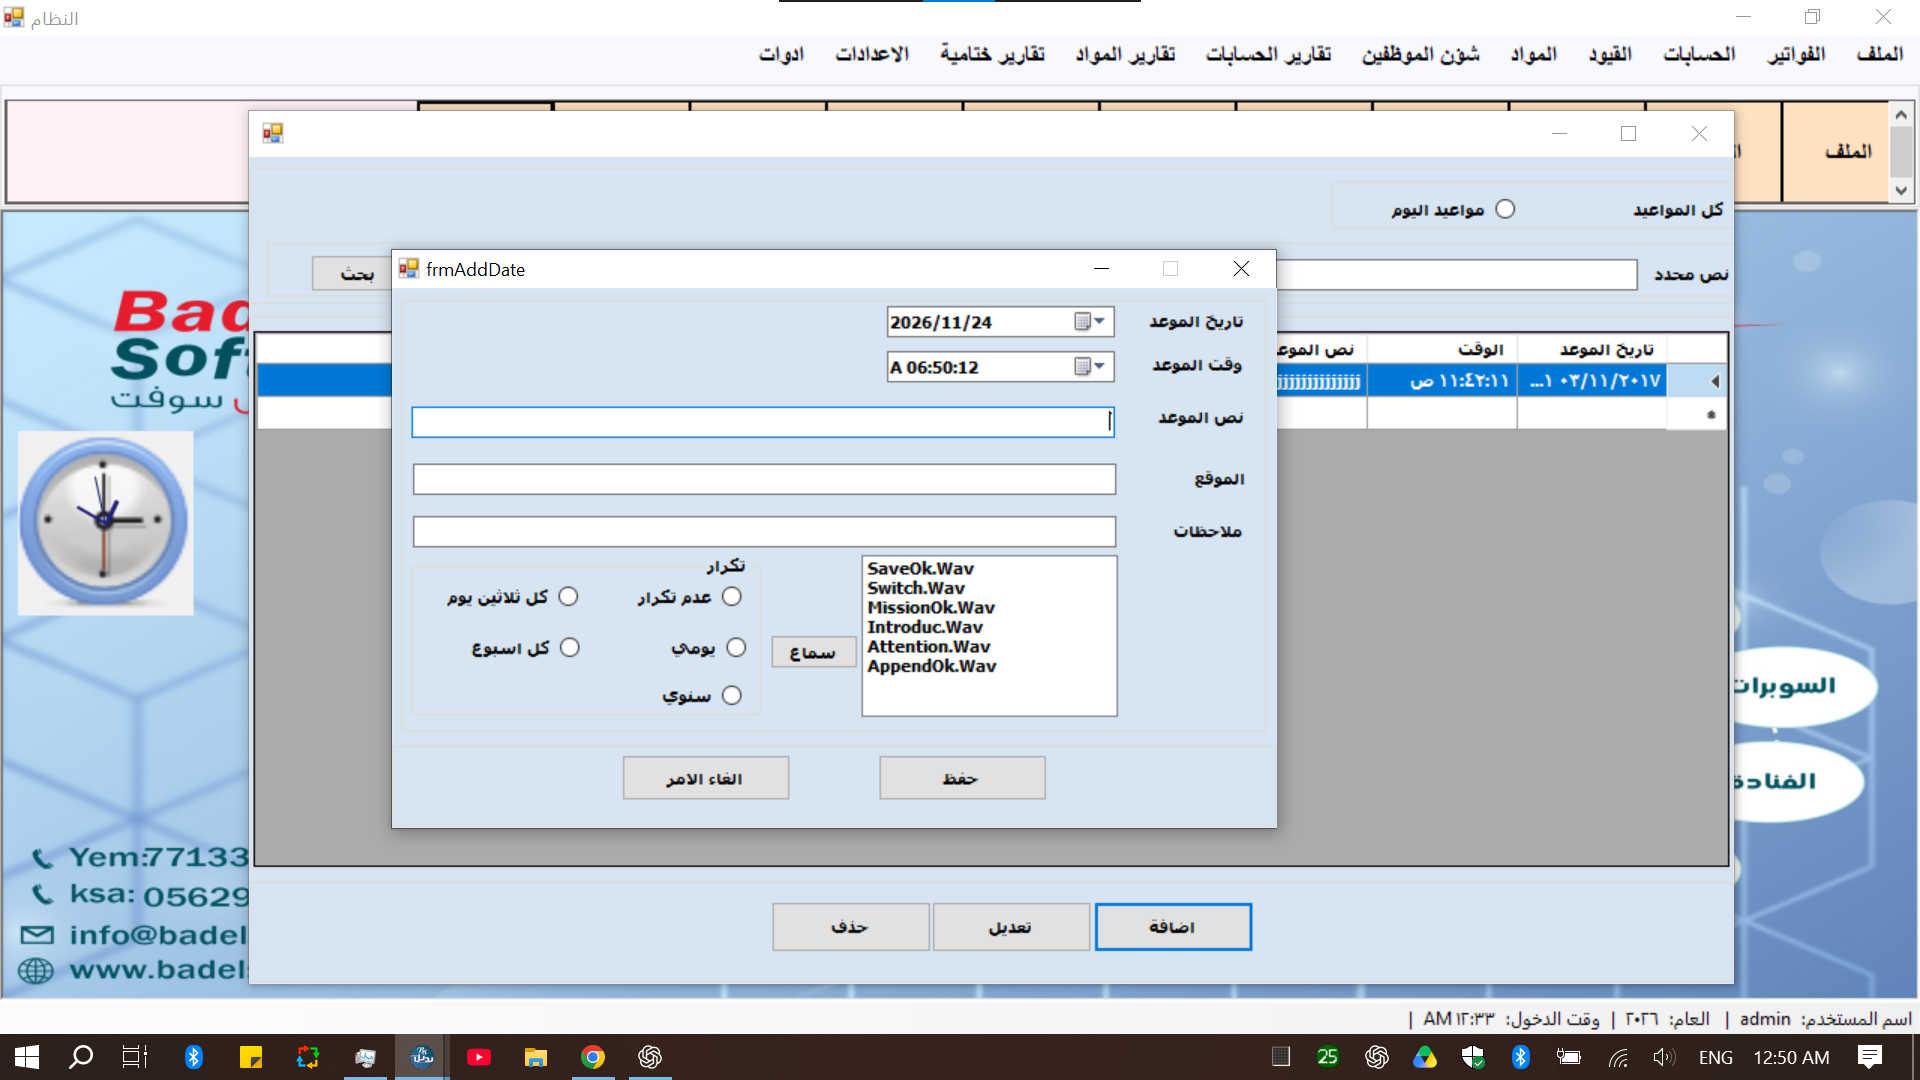 النظام
الملف الفواتير الحسابات القيود المواد شؤن الموظفين تقارير الحسابات تقارير المواد تقارير ختامية الاعدادات ادوات
الملف
كل المواعيد مواعيد اليوم
نص محدد بحث
frmAddDate
تاريخ الموعد 2026/11/24
وقت الموعد A 06:50:12
نص الموعد
الموقع
ملاحظات
SaveOk.Wav
Switch.Wav
MissionOk.Wav
Introduc.Wav
Attention.Wav
AppendOk.Wav
سماع
تكرار
عدم تكرار كل ثلاثين يوم
يومي كل اسبوع
سنوي
حفظ الغاء الامر
تاريخ الموعد الوقت نص الموعد
٠٣/١١/٢٠١٧ ١... ١١:٤٢:١١ ص jjjjjjjjjjjjjj
اضافة تعديل حذف
Bad
Sof
سوفت
السوبرات
الفنادة
Yem:77133
ksa: 05629
info@badel
www.badel
اسم المستخدم: admin | العام: ٢٠٢٦ | وقت الدخول: ١٢:٣٣ AM |
25
ENG 12:50 AM